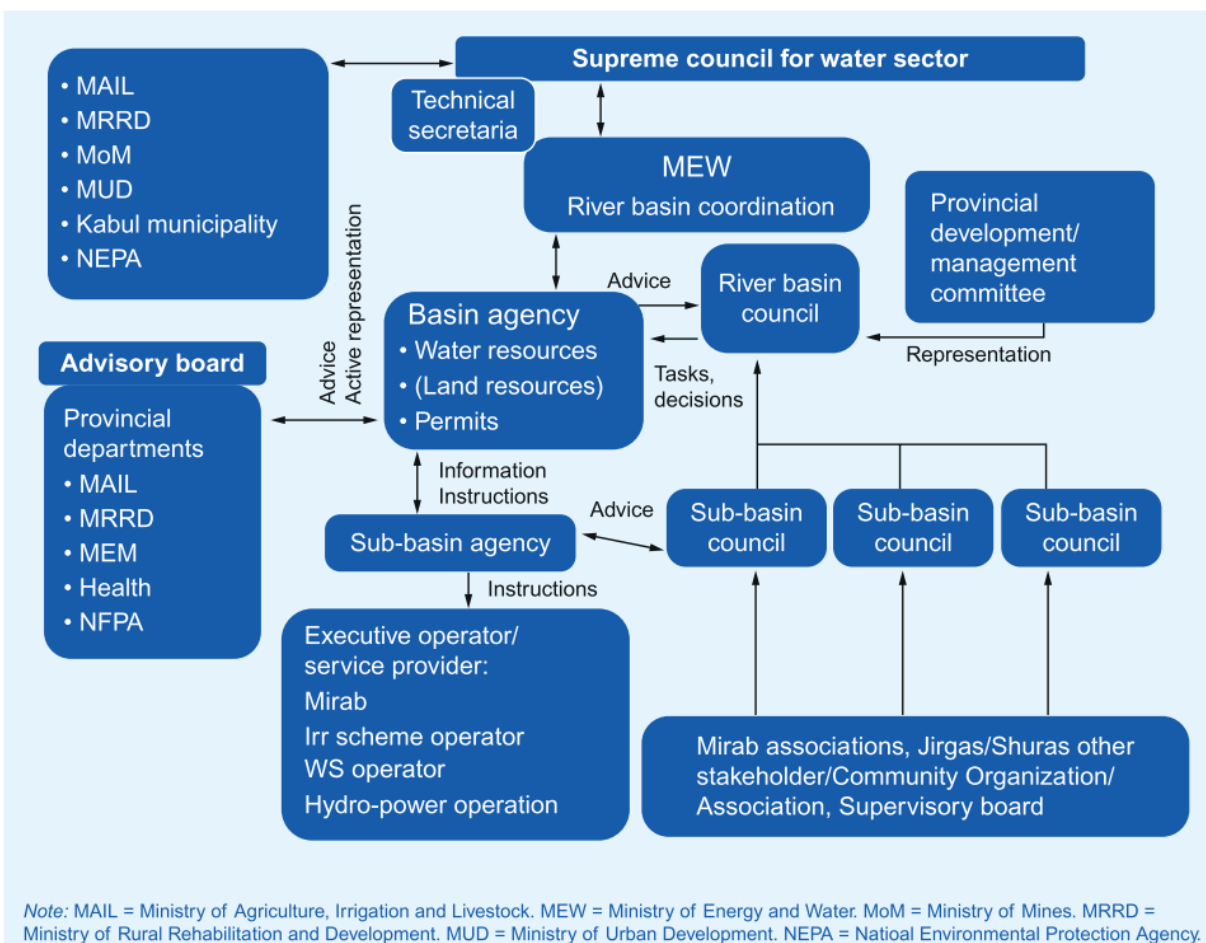 Supreme council for water sector
• MAIL
• MRRD
• MoM
• MUD
• Kabul municipality
• NEPA
Technical
secretaria
MEW
River basin coordination
Provincial
development/
management
committee
Advice
Active representation
Advice
River basin
council
Basin agency
• Water resources
• (Land resources)
• Permits
Representation
Tasks,
decisions
Advisory board
Provincial
departments
• MAIL
• MRRD
• MEM
• Health
• NFPA
Information
Instructions
Advice
Sub-basin agency
Sub-basin
council
Sub-basin
council
Sub-basin
council
Instructions
Executive operator/
service provider:
Mirab
Irr scheme operator
WS operator
Hydro-power operation
Mirab associations, Jirgas/Shuras other
stakeholder/Community Organization/
Association, Supervisory board
Note: MAIL = Ministry of Agriculture, Irrigation and Livestock. MEW = Ministry of Energy and Water. MoM = Ministry of Mines. MRRD =
Ministry of Rural Rehabilitation and Development. MUD = Ministry of Urban Development. NEPA = Natioal Environmental Protection Agency.